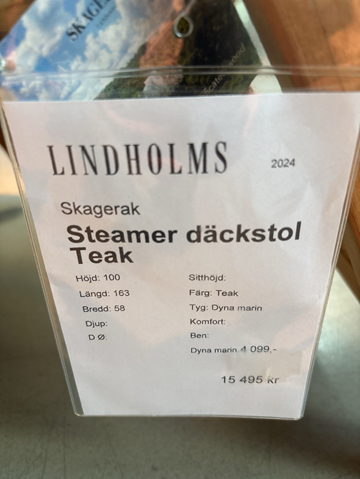 SKAGE
LINDHOLMS
2024
Skagerak
Steamer däckstol
Teak
Höjd: 100
Sitthöjd:
Längd: 163
Färg: Teak
Bredd: 58
Tyg: Dyna marin
Djup:
Komfort:
D Ø:
Ben:
Dyna marin 4 099,-
15 495 kr